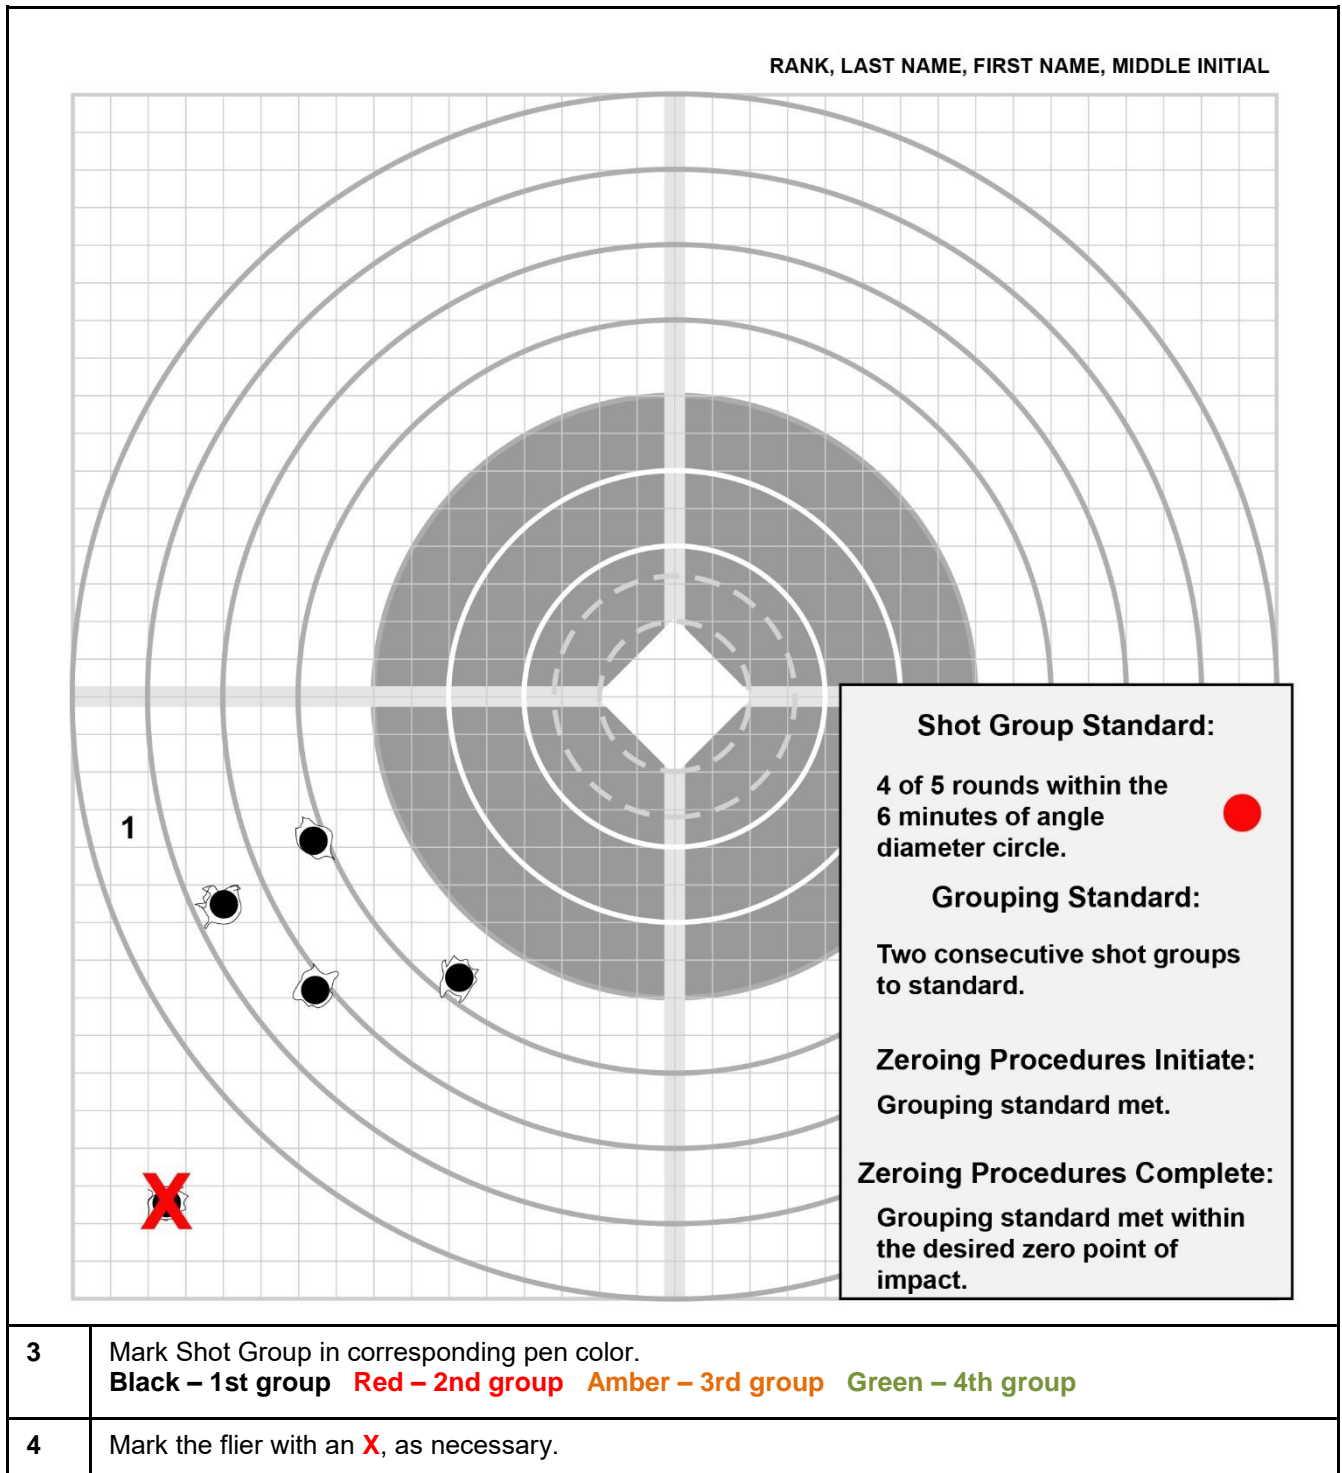 RANK, LAST NAME, FIRST NAME, MIDDLE INITIAL
1
X
Shot Group Standard:
4 of 5 rounds within the
6 minutes of angle
diameter circle.
Grouping Standard:
Two consecutive shot groups
to standard.
Zeroing Procedures Initiate:
Grouping standard met.
Zeroing Procedures Complete:
Grouping standard met within
the desired zero point of
impact.
3 Mark Shot Group in corresponding pen color.
Black – 1st group Red – 2nd group Amber – 3rd group Green – 4th group
4 Mark the flier with an X, as necessary.